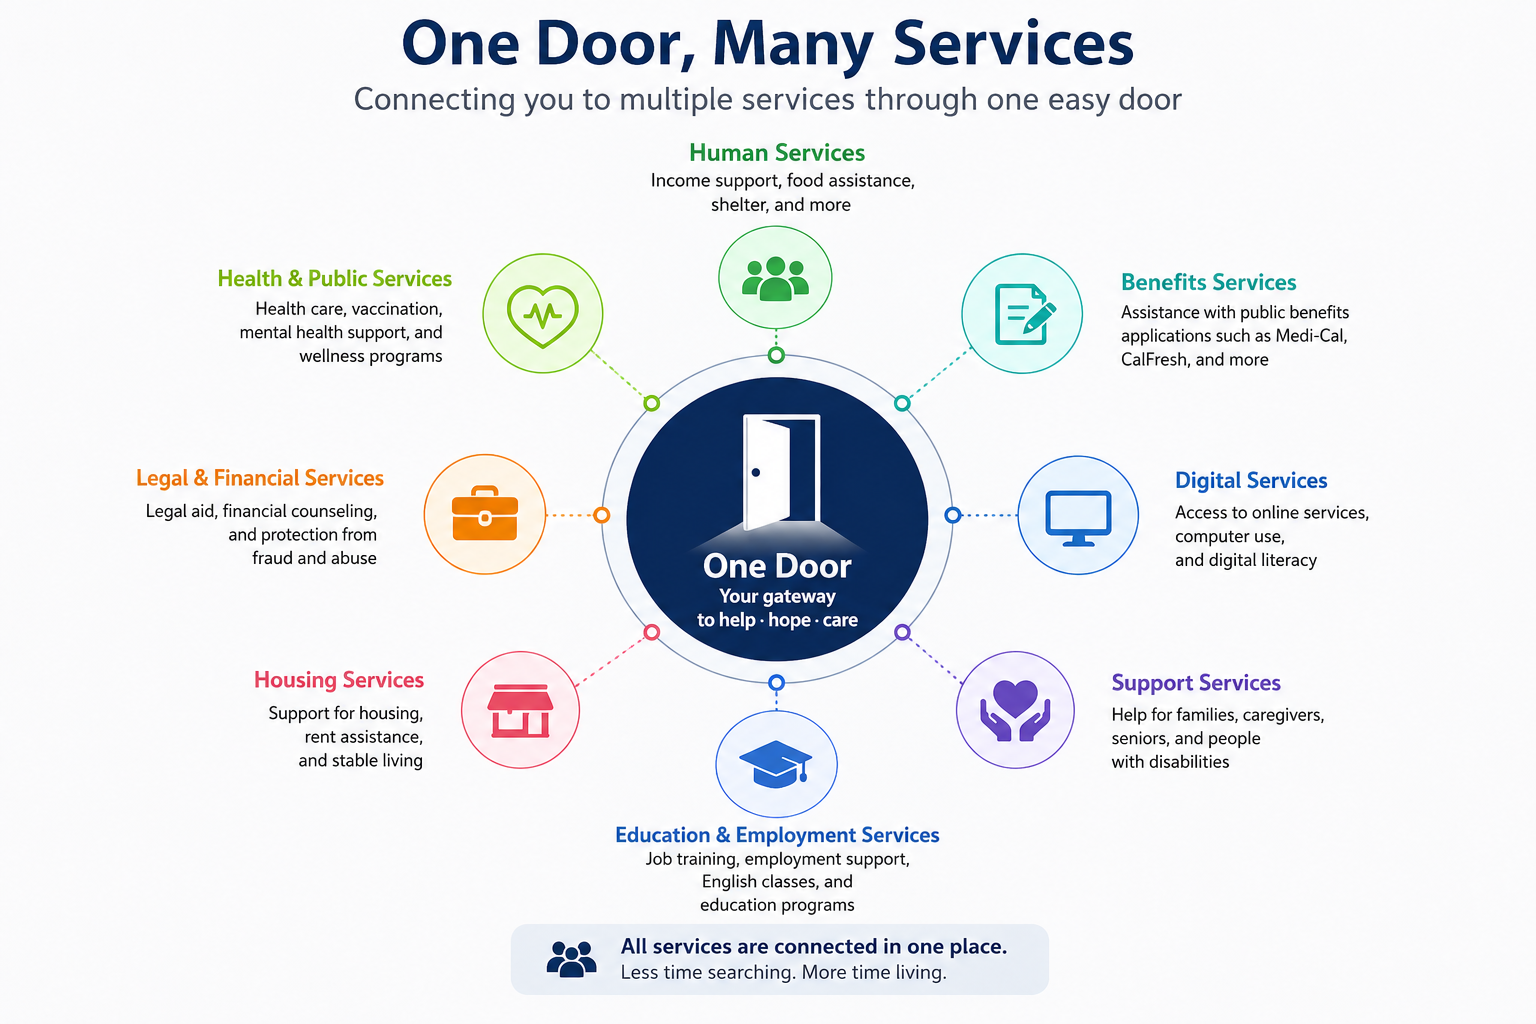 One Door, Many Services
Connecting you to multiple services through one easy door
Human Services
Income support, food assistance,
shelter, and more
Health & Public Services
Health care, vaccination,
mental health support, and
wellness programs
Benefits Services
Assistance with public benefits
applications such as Medi-Cal,
CalFresh, and more
Legal & Financial Services
Legal aid, financial counseling,
and protection from
fraud and abuse
One Door
Your gateway
to help · hope · care
Digital Services
Access to online services,
computer use,
and digital literacy
Housing Services
Support for housing,
rent assistance,
and stable living
Support Services
Help for families, caregivers,
seniors, and people
with disabilities
Education & Employment Services
Job training, employment support,
English classes, and
education programs
All services are connected in one place.
Less time searching. More time living.